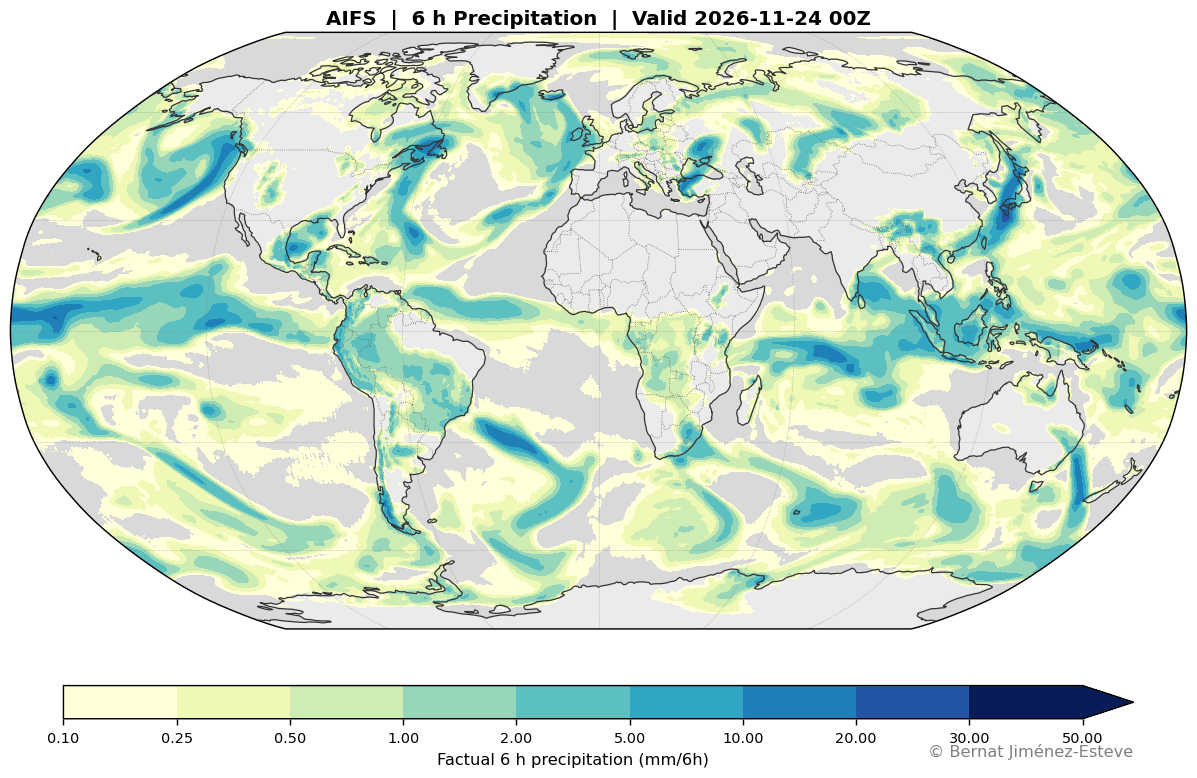 AIFS | 6 h Precipitation | Valid 2026-11-24 00Z
0.10 0.25 0.50 1.00 2.00 5.00 10.00 20.00 30.00 50.00
Factual 6 h precipitation (mm/6h)
© Bernat Jiménez-Esteve